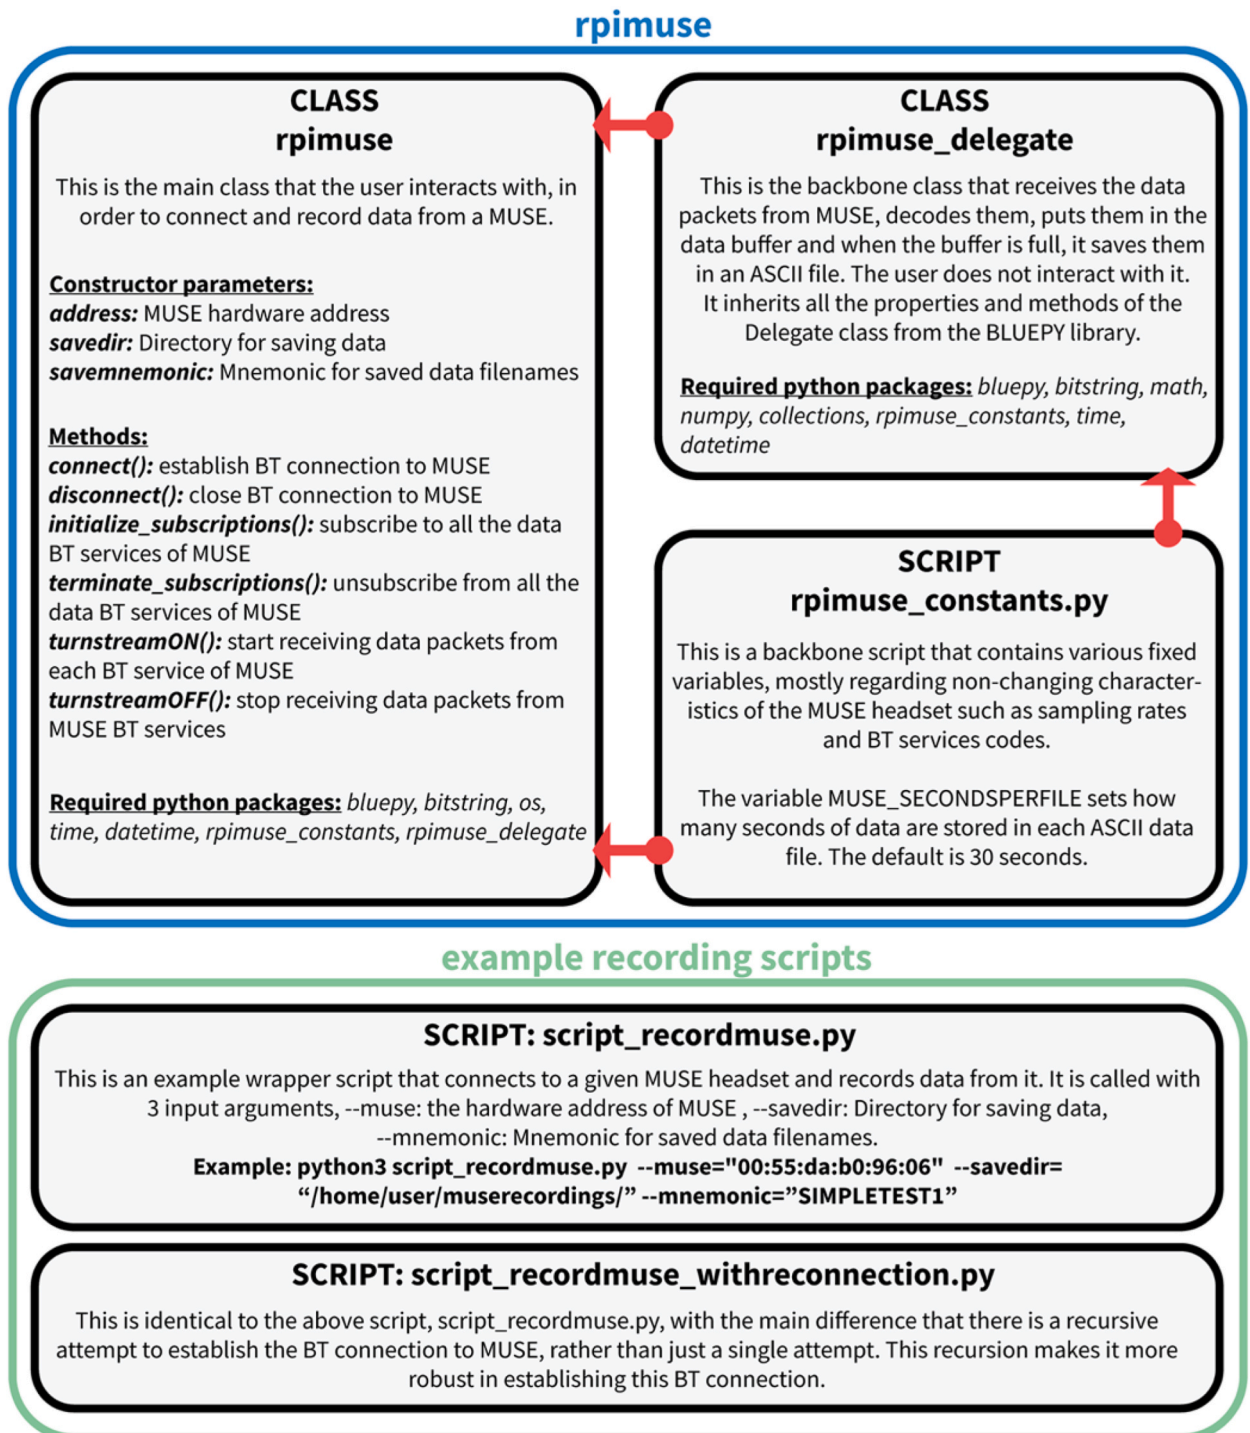 rpimuse
CLASS
rpimuse
This is the main class that the user interacts with, in
order to connect and record data from a MUSE.
Constructor parameters:
address: MUSE hardware address
savedir: Directory for saving data
savemnemonic: Mnemonic for saved data filenames
Methods:
connect(): establish BT connection to MUSE
disconnect(): close BT connection to MUSE
initialize_subscriptions(): subscribe to all the data
BT services of MUSE
terminate_subscriptions(): unsubscribe from all the
data BT services of MUSE
turnstreamON(): start receiving data packets from
each BT service of MUSE
turnstreamOFF(): stop receiving data packets from
MUSE BT services
Required python packages: bluepy, bitstring, os,
time, datetime, rpimuse_constants, rpimuse_delegate
CLASS
rpimuse_delegate
This is the backbone class that receives the data
packets from MUSE, decodes them, puts them in the
data buffer and when the buffer is full, it saves them
in an ASCII file. The user does not interact with it.
It inherits all the properties and methods of the
Delegate class from the BLUEPY library.
Required python packages: bluepy, bitstring, math,
numpy, collections, rpimuse_constants, time,
datetime
SCRIPT
rpimuse_constants.py
This is a backbone script that contains various fixed
variables, mostly regarding non-changing character-
istics of the MUSE headset such as sampling rates
and BT services codes.
The variable MUSE_SECONDSPERFILE sets how
many seconds of data are stored in each ASCII data
file. The default is 30 seconds.
example recording scripts
SCRIPT: script_recordmuse.py
This is an example wrapper script that connects to a given MUSE headset and records data from it. It is called with
3 input arguments, --muse: the hardware address of MUSE , --savedir: Directory for saving data,
--mnemonic: Mnemonic for saved data filenames.
Example: python3 script_recordmuse.py --muse="00:55:da:b0:96:06" --savedir=
“/home/user/muserecordings/” --mnemonic=”SIMPLETEST1”
SCRIPT: script_recordmuse_withreconnection.py
This is identical to the above script, script_recordmuse.py, with the main difference that there is a recursive
attempt to establish the BT connection to MUSE, rather than just a single attempt. This recursion makes it more
robust in establishing this BT connection.